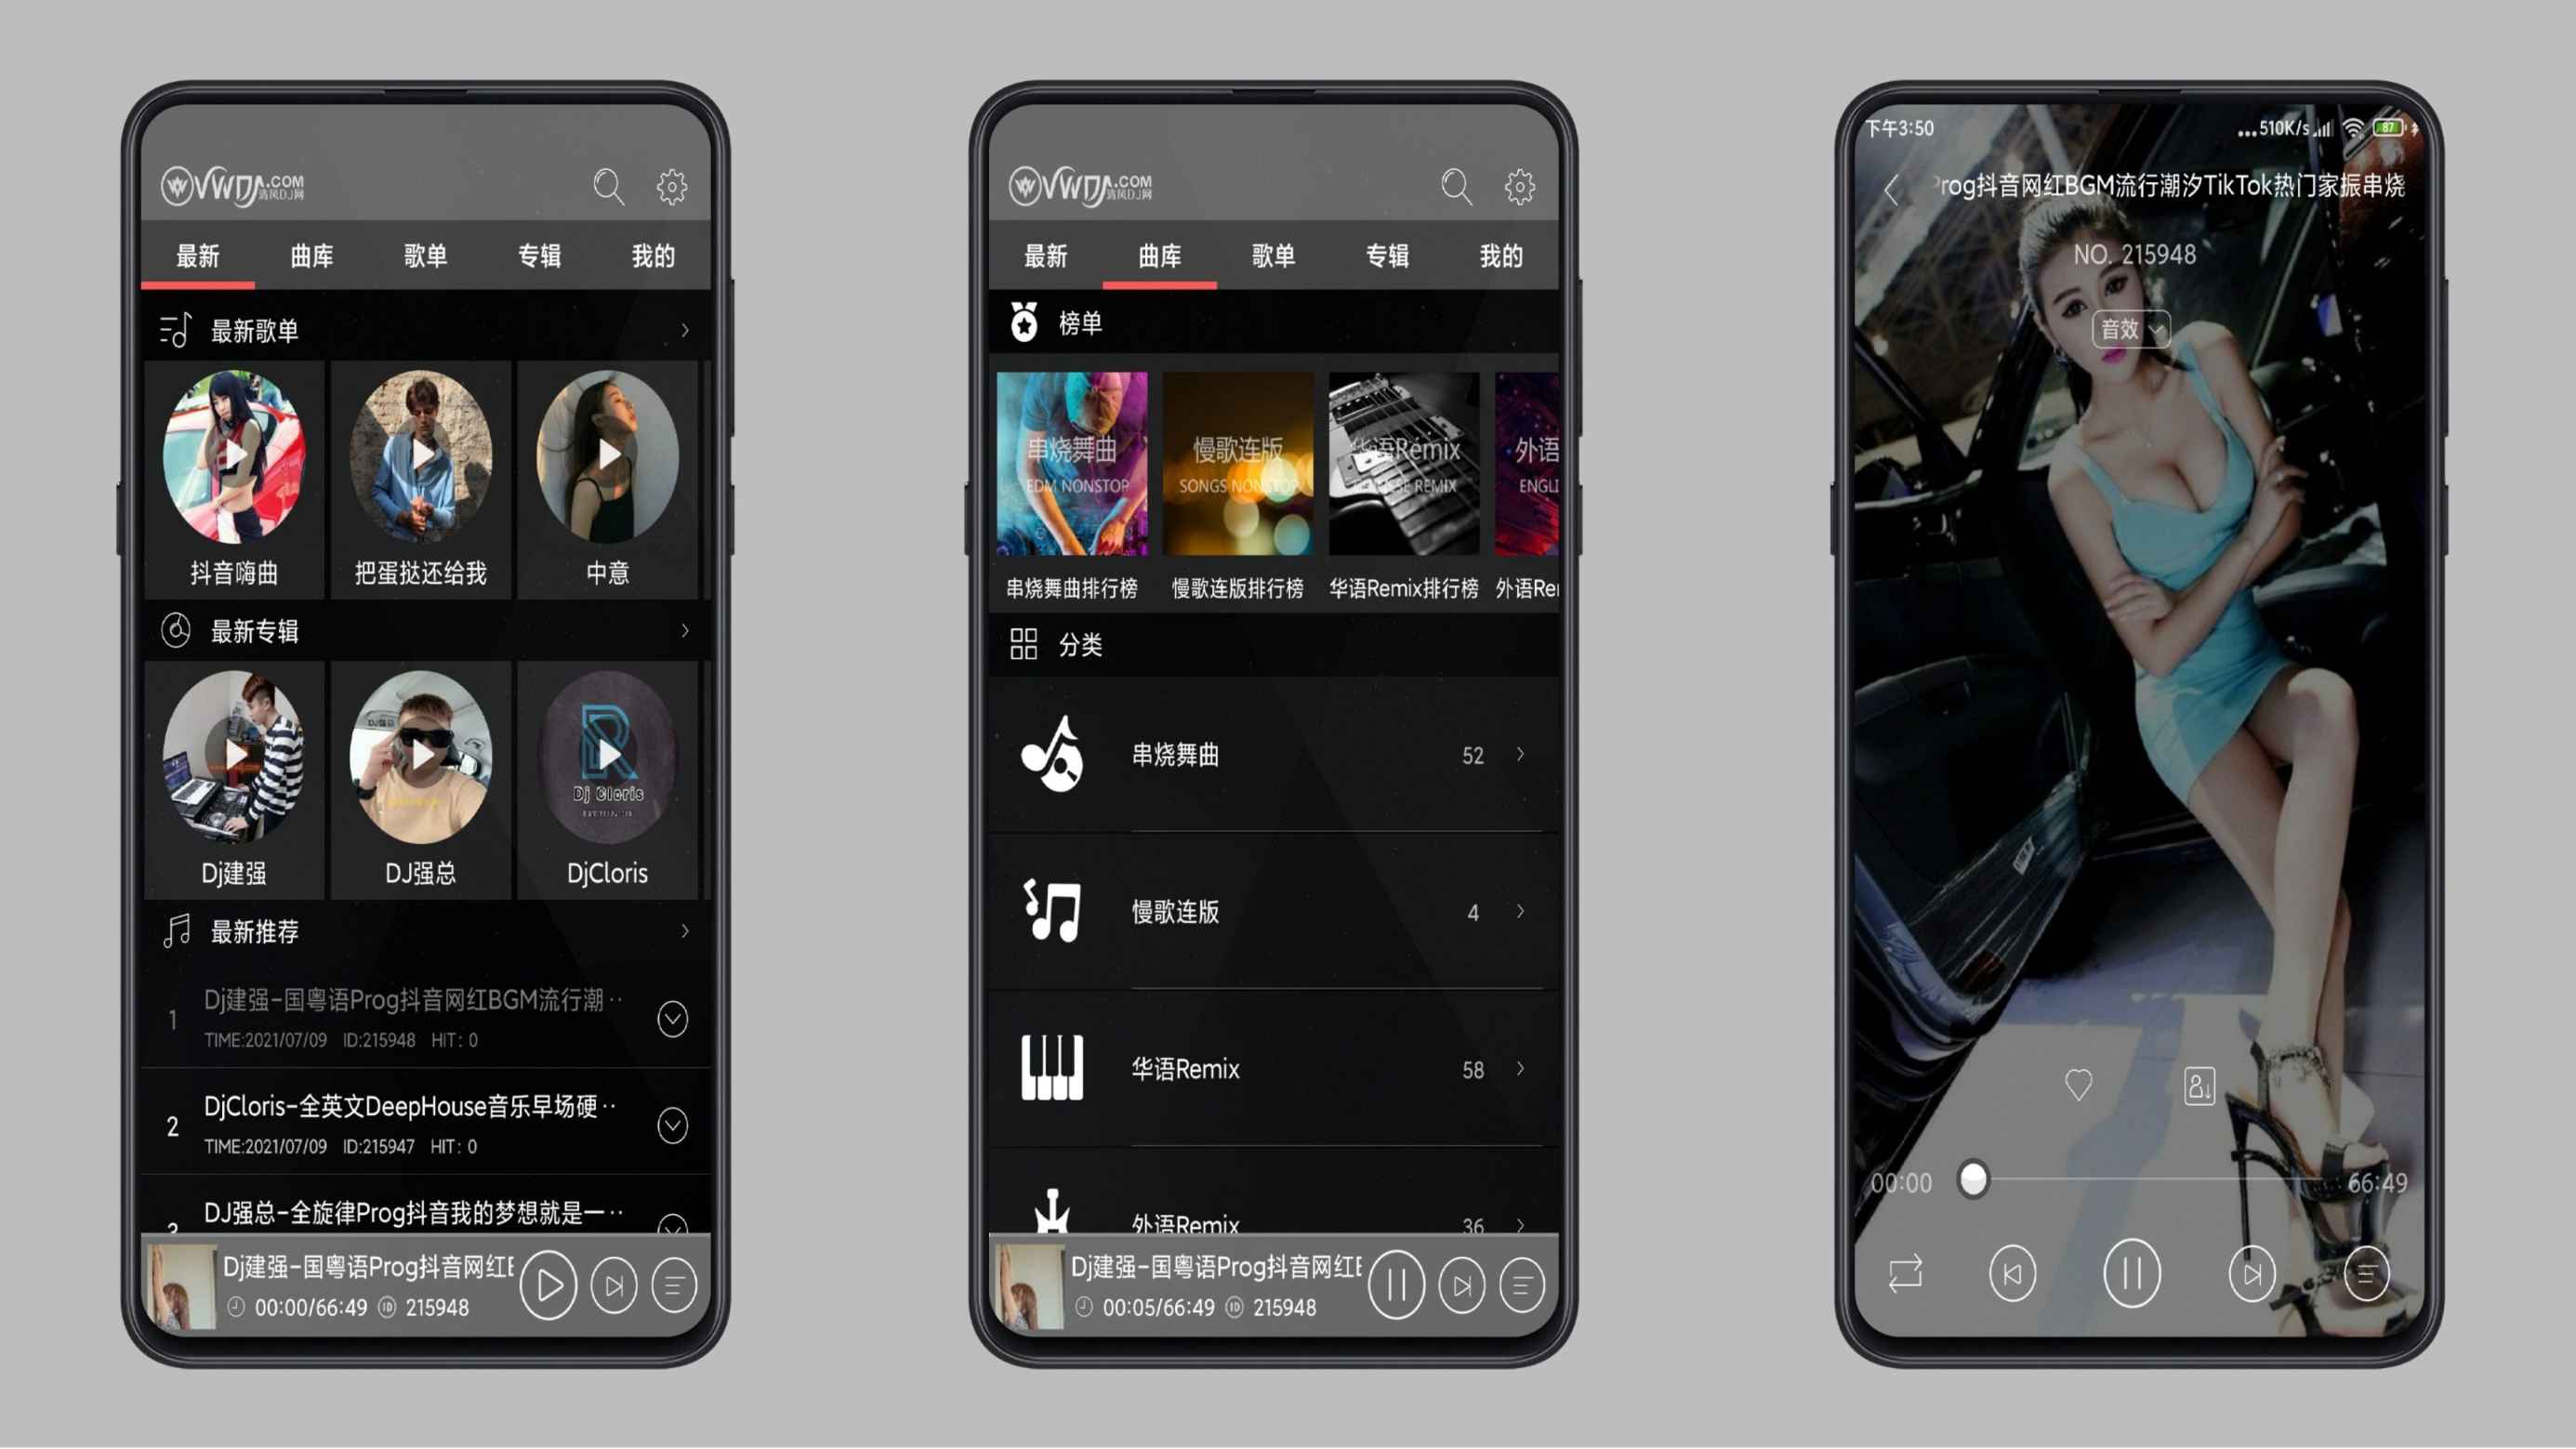 VWDJ.COM
清风DJ网
最新 曲库 歌单 专辑 我的
最新歌单
抖音嗨曲 把蛋挞还给我 中意
最新专辑
DJ强总
Dj Cloris
Dj建强 DJ强总 DjCloris
最新推荐
1 Dj建强-国粤语Prog抖音网红BGM流行潮··
TIME:2021/07/09 ID:215948 HIT: 0
2 DjCloris-全英文DeepHouse音乐早场硬··
TIME:2021/07/09 ID:215947 HIT: 0
3 DJ强总-全旋律Prog抖音我的梦想就是一··
Dj建强-国粤语Prog抖音网红
00:00/66:49 ID 215948
VWDJ.COM
清风DJ网
最新 曲库 歌单 专辑 我的
榜单
串烧舞曲 慢歌连版 华语Remix 外语
EDM NONSTOP SONGS NONSTOP REMIX ENGLI
串烧舞曲排行榜 慢歌连版排行榜 华语Remix排行榜 外语Re
分类
串烧舞曲 52
慢歌连版 4
华语Remix 58
外语Remix 36
Dj建强-国粤语Prog抖音网红
00:05/66:49 ID 215948
下午3:50 ...510K/s 87
Prog抖音网红BGM流行潮汐TikTok热门家振串烧
NO. 215948
音效
00:00 66:49